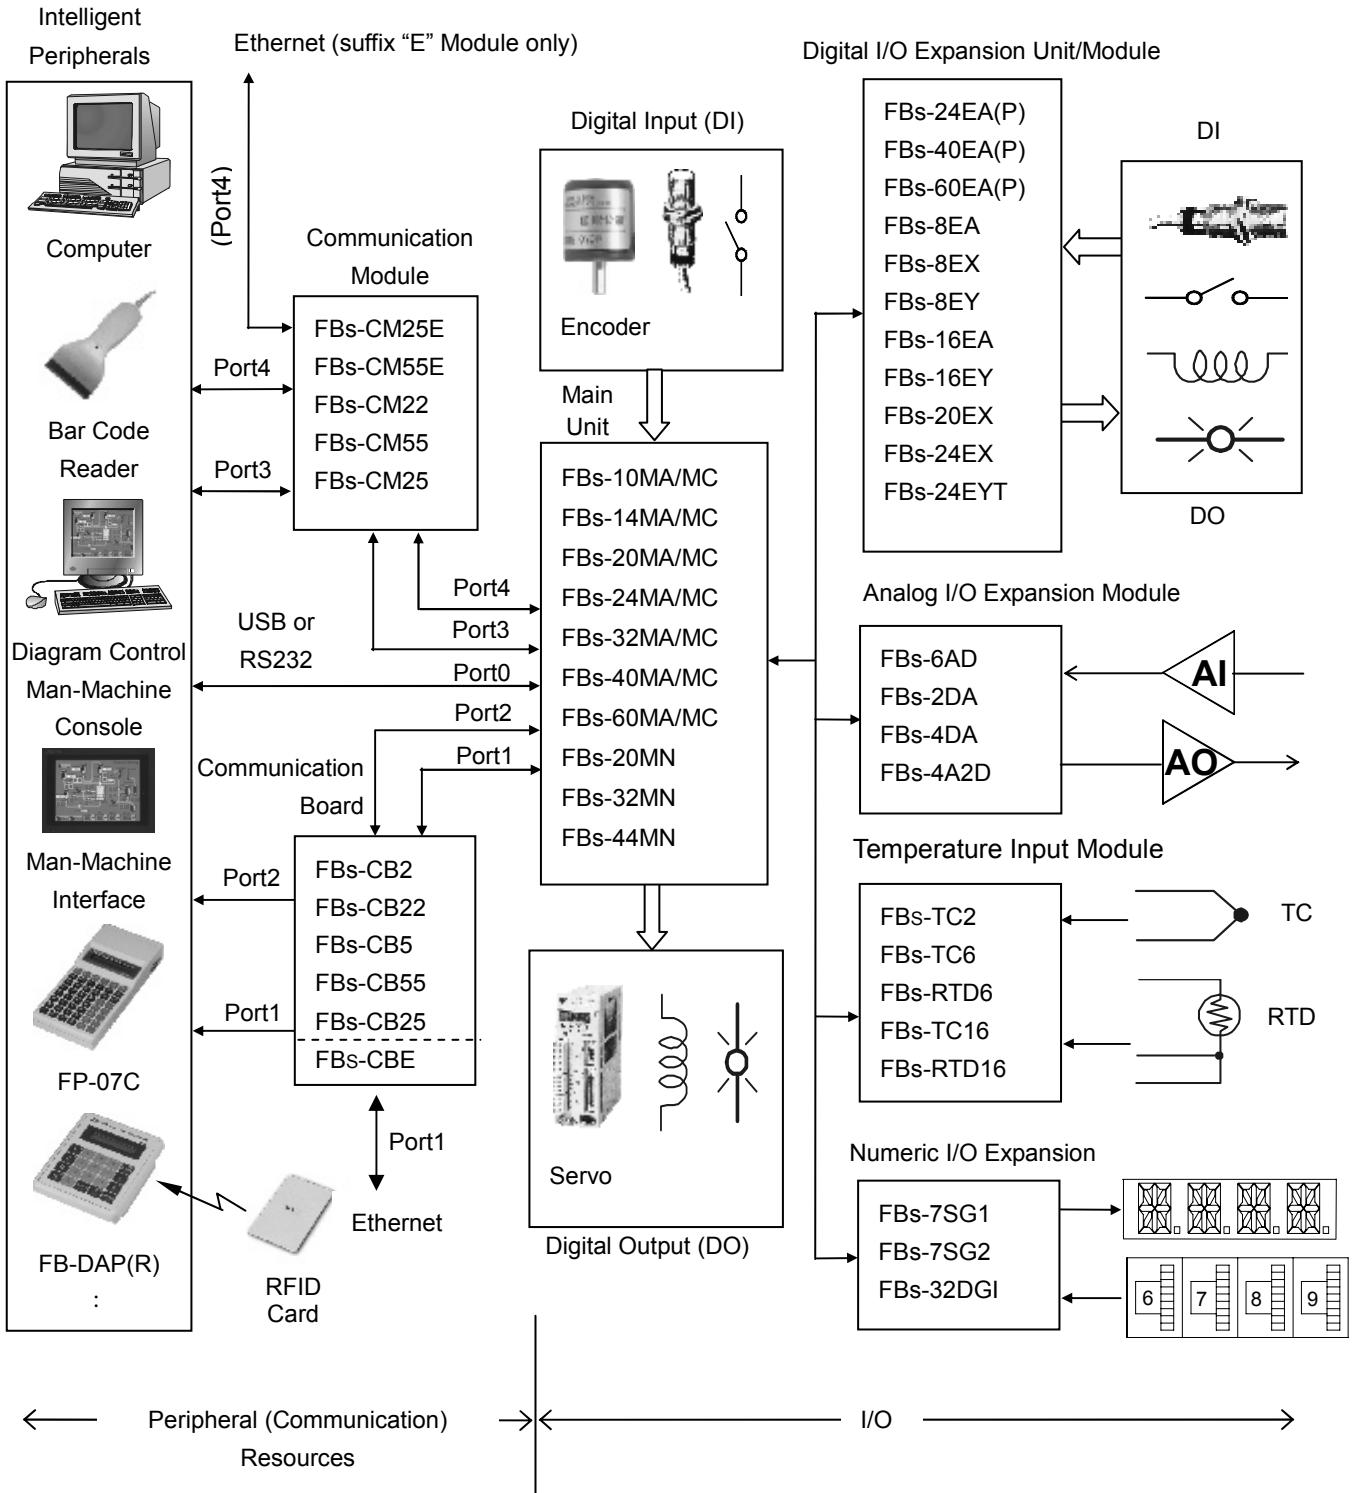 Intelligent
Peripherals
Computer
Bar Code
Reader
Diagram Control
Man-Machine
Console
Man-Machine
Interface
FP-07C
FB-DAP(R)
:
Ethernet (suffix “E” Module only)
(Port4)
Communication
Module
FBs-CM25E
FBs-CM55E
FBs-CM22
FBs-CM55
FBs-CM25
Port4
Port3
Port4
Port3
USB or
RS232
Port0
Port2
Port1
Communication
Board
FBs-CB2
FBs-CB22
FBs-CB5
FBs-CB55
FBs-CB25
FBs-CBE
Port2
Port1
Port1
Ethernet
RFID
Card
Digital Input (DI)
Encoder
Main
Unit
FBs-10MA/MC
FBs-14MA/MC
FBs-20MA/MC
FBs-24MA/MC
FBs-32MA/MC
FBs-40MA/MC
FBs-60MA/MC
FBs-20MN
FBs-32MN
FBs-44MN
Servo
Digital Output (DO)
Digital I/O Expansion Unit/Module
FBs-24EA(P)
FBs-40EA(P)
FBs-60EA(P)
FBs-8EA
FBs-8EX
FBs-8EY
FBs-16EA
FBs-16EY
FBs-20EX
FBs-24EX
FBs-24EYT
DI
DO
Analog I/O Expansion Module
FBs-6AD
FBs-2DA
FBs-4DA
FBs-4A2D
AI
AO
Temperature Input Module
FBs-TC2
FBs-TC6
FBs-RTD6
FBs-TC16
FBs-RTD16
TC
RTD
Numeric I/O Expansion
FBs-7SG1
FBs-7SG2
FBs-32DGI
6 7 8 9
Peripheral (Communication)
Resources
I/O